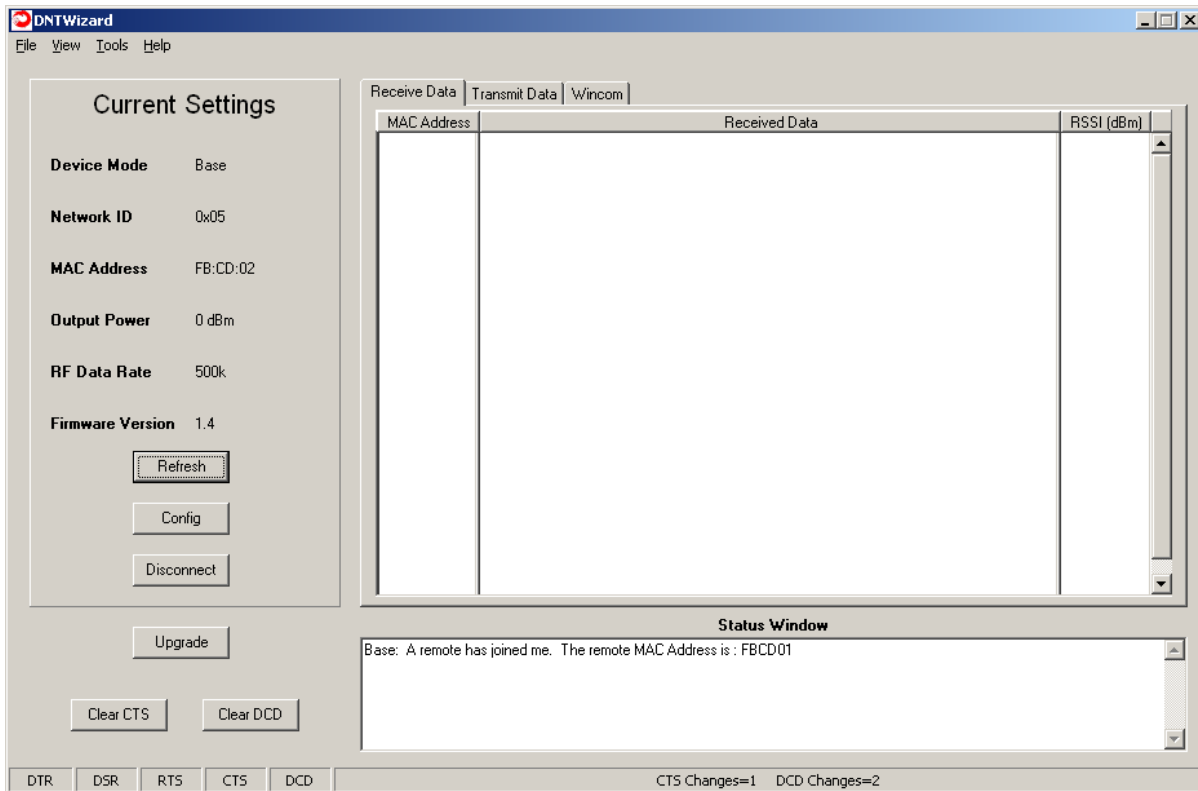 DNTWizard
File View Tools Help
Current Settings
Device Mode Base
Network ID 0x05
MAC Address FB:CD:02
Output Power 0 dBm
RF Data Rate 500k
Firmware Version 1.4
Refresh
Config
Disconnect
Upgrade
Clear CTS Clear DCD
Receive Data Transmit Data Wincom
MAC Address Received Data RSSI (dBm)
Status Window
Base: A remote has joined me. The remote MAC Address is : FBCD01
DTR DSR RTS CTS DCD CTS Changes=1 DCD Changes=2